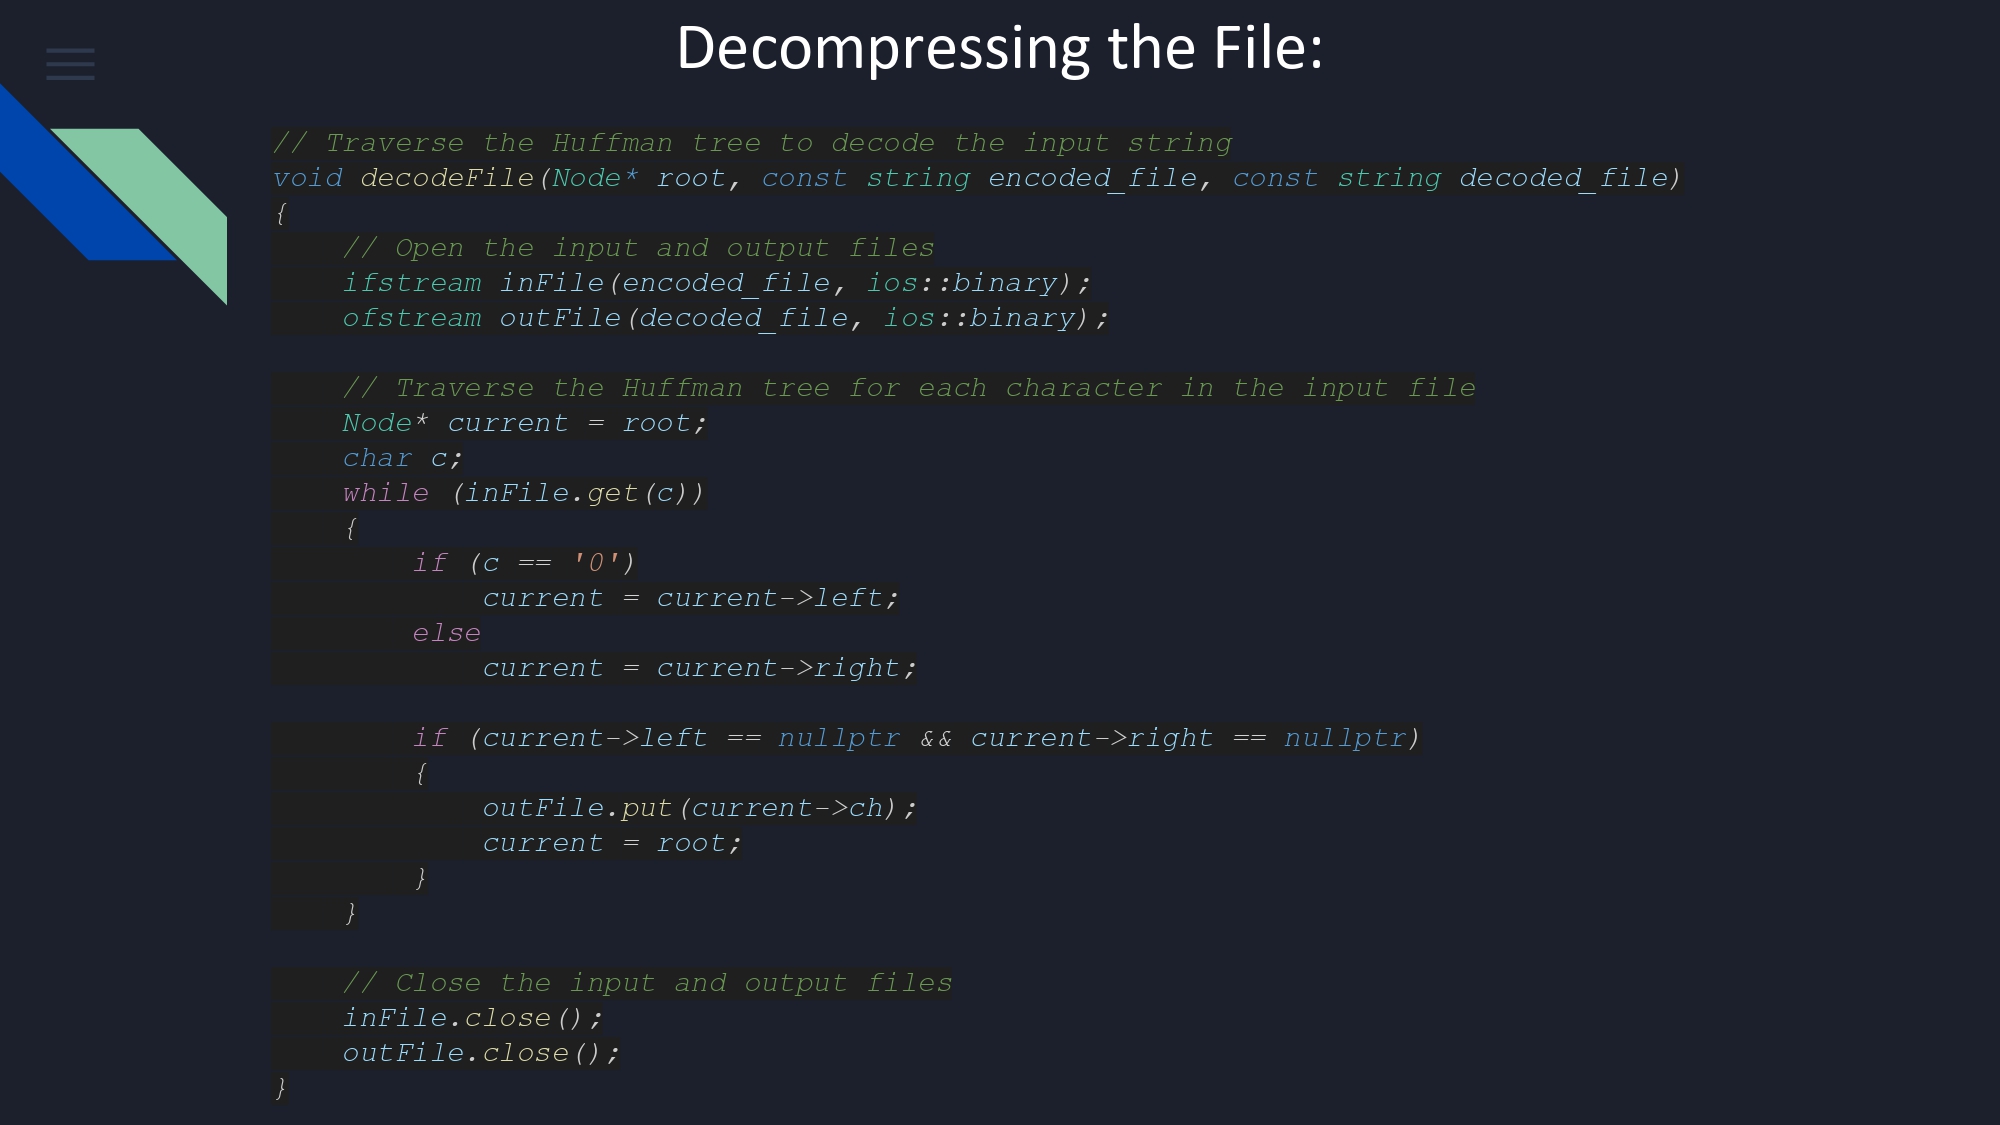 Decompressing the File:
// Traverse the Huffman tree to decode the input string
void decodeFile(Node* root, const string encoded_file, const string decoded_file)
{
    // Open the input and output files
    ifstream inFile(encoded_file, ios::binary);
    ofstream outFile(decoded_file, ios::binary);

    // Traverse the Huffman tree for each character in the input file
    Node* current = root;
    char c;
    while (inFile.get(c))
    {
        if (c == '0')
            current = current->left;
        else
            current = current->right;

        if (current->left == nullptr && current->right == nullptr)
        {
            outFile.put(current->ch);
            current = root;
        }
    }

    // Close the input and output files
    inFile.close();
    outFile.close();
}